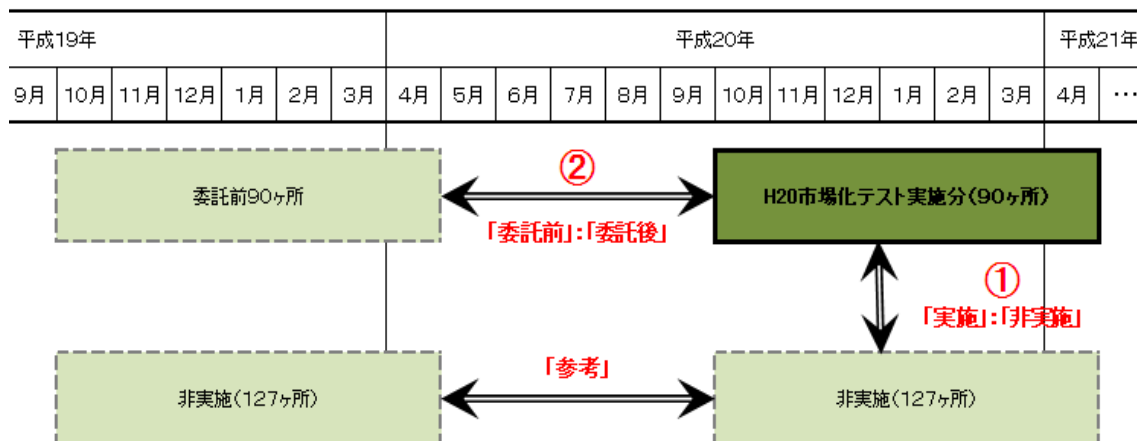 平成19年 平成20年 平成21年
9月 10月 11月 12月 1月 2月 3月 4月 5月 6月 7月 8月 9月 10月 11月 12月 1月 2月 3月 4月 …
委託前90ヶ所
②
「委託前」:「委託後」
H20市場化テスト実施分(90ヶ所)
①
「実施」:「非実施」
非実施(127ヶ所)
「参考」
非実施(127ヶ所)